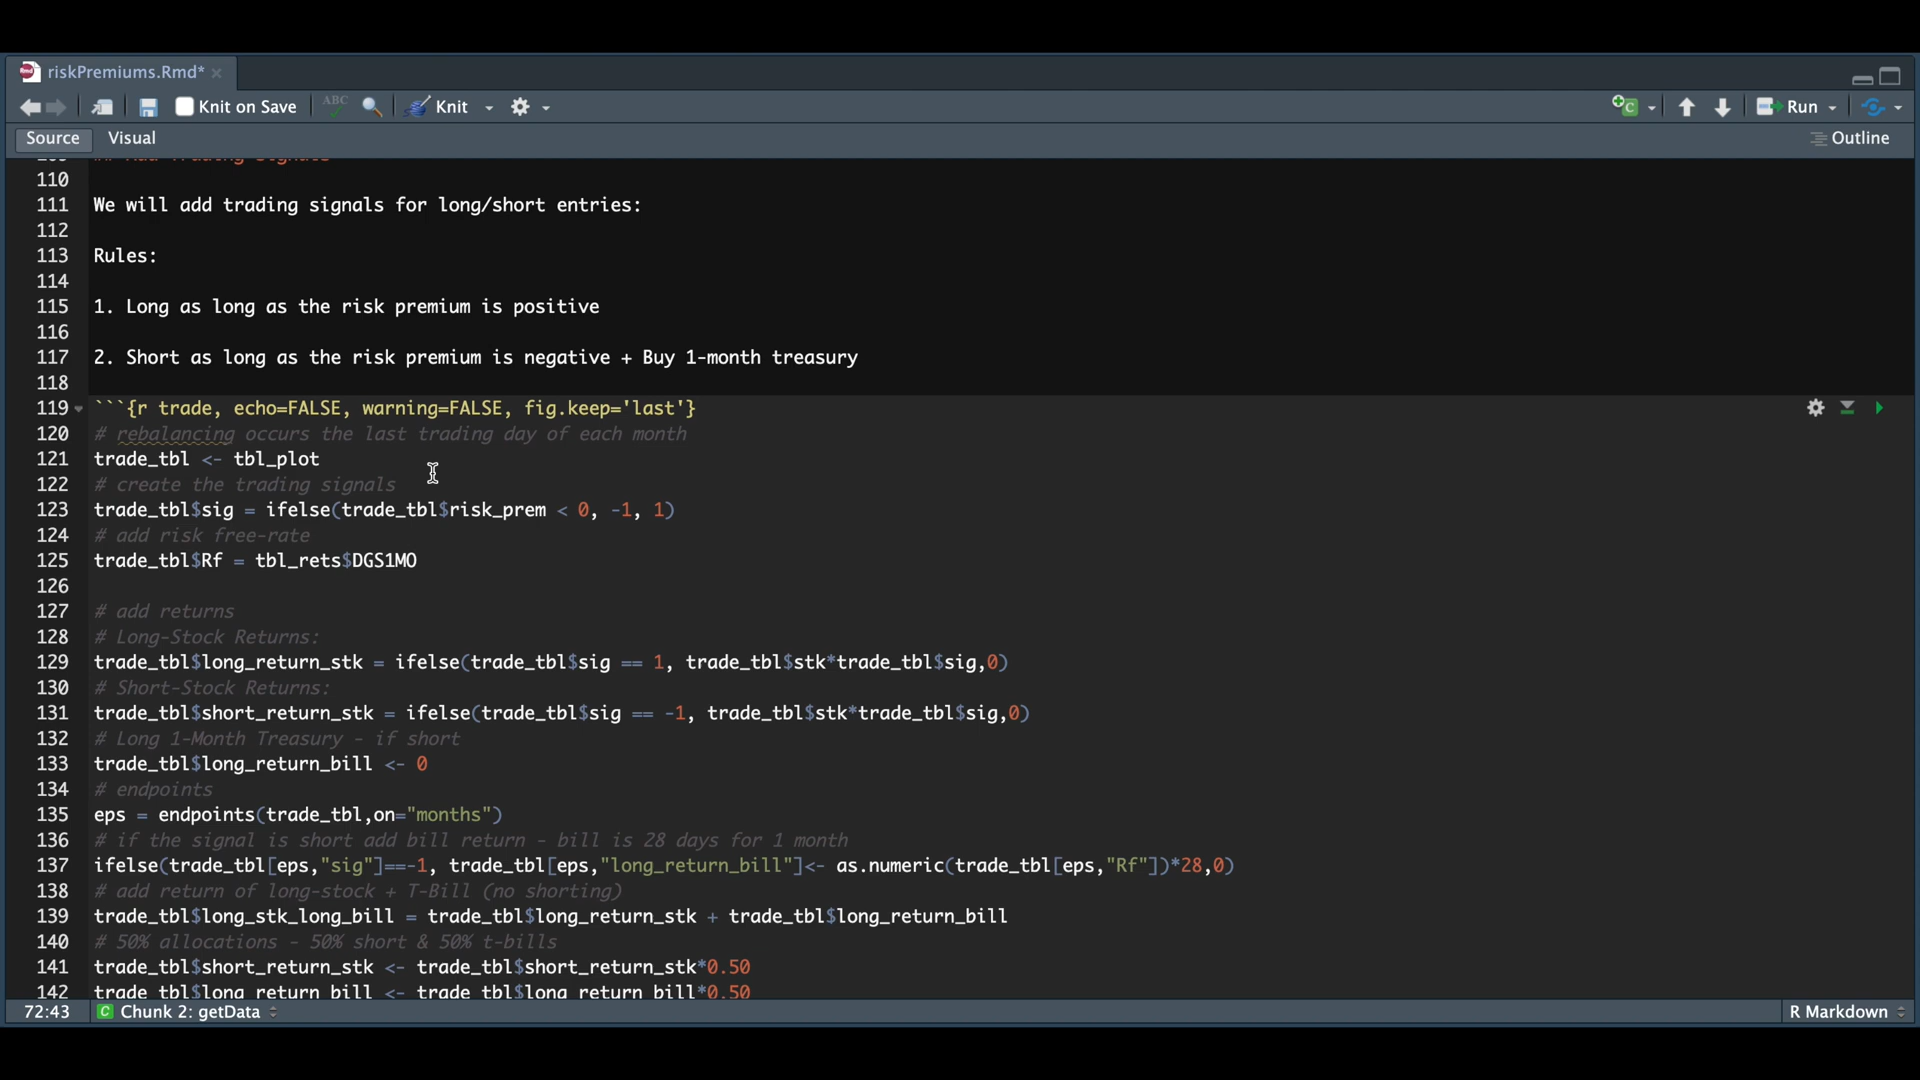 riskPremiums.Rmd*
Knit on Save
ABC
Knit
Run
Source
Visual
Outline
110
111 We will add trading signals for long/short entries:
112
113 Rules:
114
115 1. Long as long as the risk premium is positive
116
117 2. Short as long as the risk premium is negative + Buy 1-month treasury
118
119 ```{r trade, echo=FALSE, warning=FALSE, fig.keep='last'}
120 # rebalancing occurs the last trading day of each month
121 trade_tbl <- tbl_plot
122 # create the trading signals
123 trade_tbl$sig = ifelse(trade_tbl$risk_prem < 0, -1, 1)
124 # add risk free-rate
125 trade_tbl$Rf = tbl_rets$DGS1MO
126
127 # add returns
128 # Long-Stock Returns:
129 trade_tbl$long_return_stk = ifelse(trade_tbl$sig == 1, trade_tbl$stk*trade_tbl$sig,0)
130 # Short-Stock Returns:
131 trade_tbl$short_return_stk = ifelse(trade_tbl$sig == -1, trade_tbl$stk*trade_tbl$sig,0)
132 # Long 1-Month Treasury - if short
133 trade_tbl$long_return_bill <- 0
134 # endpoints
135 eps = endpoints(trade_tbl,on="months")
136 # if the signal is short add bill return - bill is 28 days for 1 month
137 ifelse(trade_tbl[eps,"sig"]==-1, trade_tbl[eps,"long_return_bill"]<- as.numeric(trade_tbl[eps,"Rf"])*28,0)
138 # add return of long-stock + T-Bill (no shorting)
139 trade_tbl$long_stk_long_bill = trade_tbl$long_return_stk + trade_tbl$long_return_bill
140 # 50% allocations - 50% short & 50% t-bills
141 trade_tbl$short_return_stk <- trade_tbl$short_return_stk*0.50
142 trade_tbl$long_return_bill <- trade_tbl$long_return_bill*0.50
72:43
C Chunk 2: getData
R Markdown